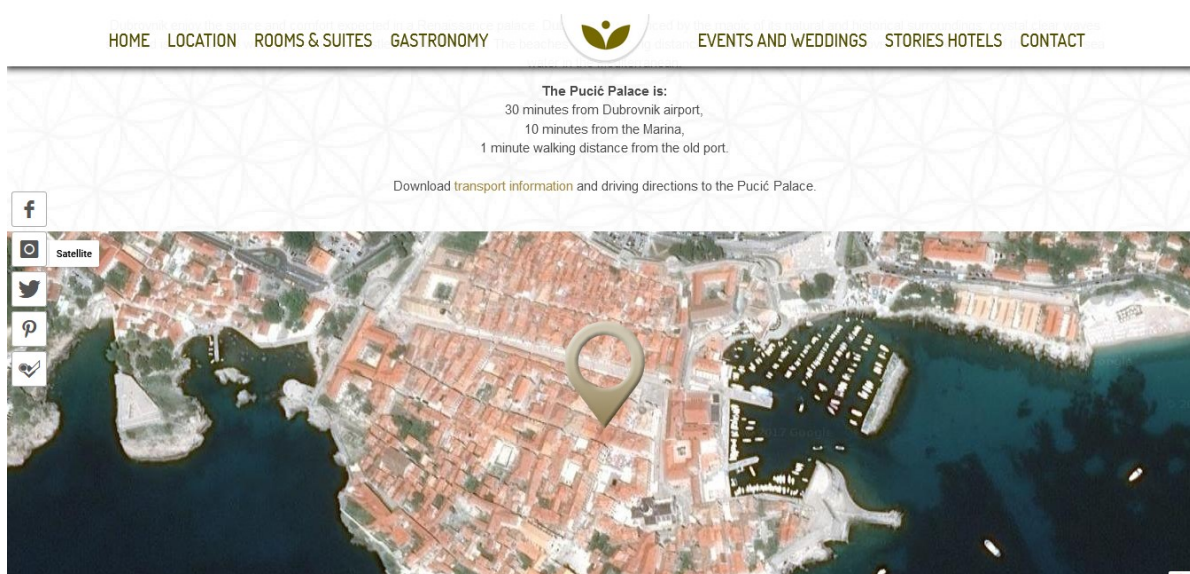 HOME LOCATION ROOMS & SUITES GASTRONOMY EVENTS AND WEDDINGS STORIES HOTELS CONTACT
The Pucić Palace is:
30 minutes from Dubrovnik airport,
10 minutes from the Marina,
1 minute walking distance from the old port.
Download transport information and driving directions to the Pucić Palace.
Satellite
2017 Google